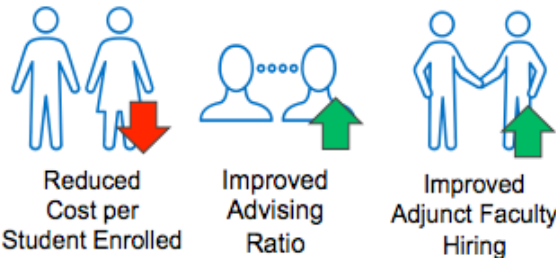 Reduced
Cost per
Student Enrolled
Improved
Advising
Ratio
Improved
Adjunct Faculty
Hiring